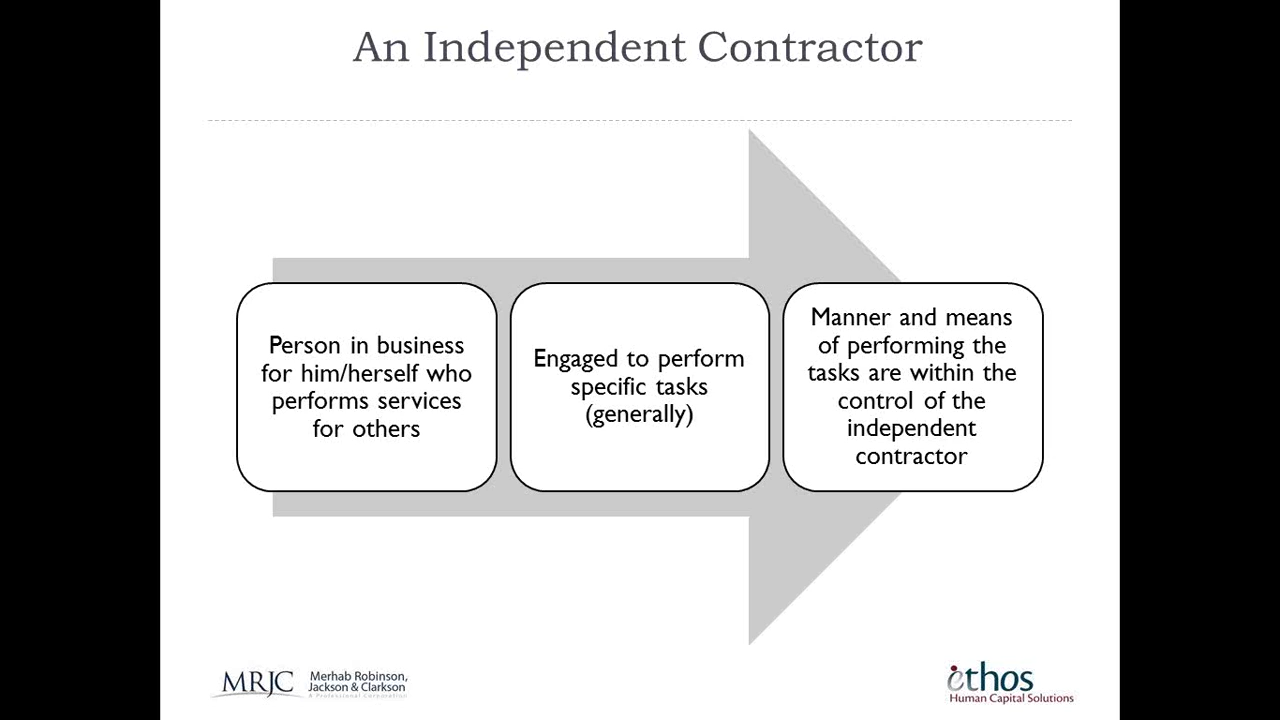 An Independent Contractor
Person in business
for him/herself who
performs services
for others
Engaged to perform
specific tasks
(generally)
Manner and means
of performing the
tasks are within the
control of the
independent
contractor
MRJC
Merhab Robinson,
Jackson & Clarkson
A Professional Corporation
ethos
Human Capital Solutions